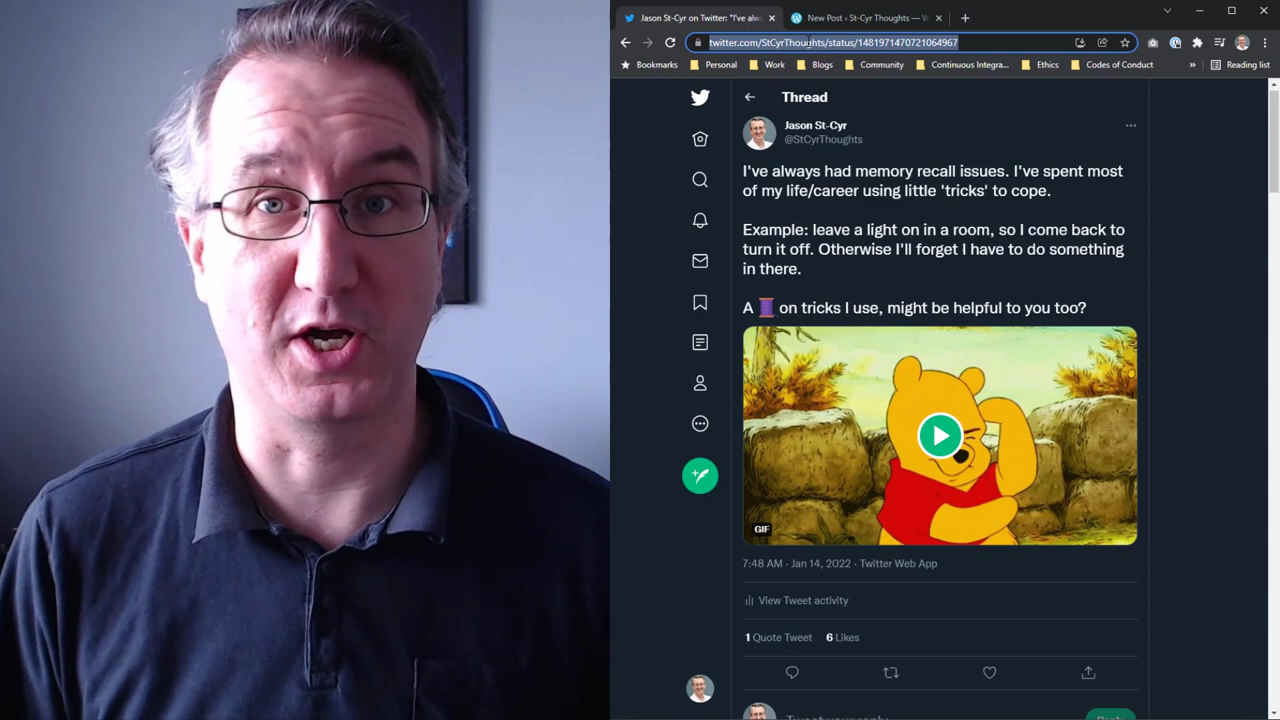 Jason St-Cyr on Twitter: "I've alwa
New Post ‹ St-Cyr Thoughts — W
twitter.com/StCyrThoughts/status/1481971470721064967
Bookmarks
Personal
Work
Blogs
Community
Continuous Integra...
Ethics
Codes of Conduct
»
Reading list
Thread
Jason St-Cyr
@StCyrThoughts
I've always had memory recall issues. I've spent most
of my life/career using little 'tricks' to cope.
Example: leave a light on in a room, so I come back to
turn it off. Otherwise I'll forget I have to do something
in there.
A 🧵 on tricks I use, might be helpful to you too?
GIF
7:48 AM · Jan 14, 2022 · Twitter Web App
View Tweet activity
1 Quote Tweet 6 Likes
Tweet your reply
Reply